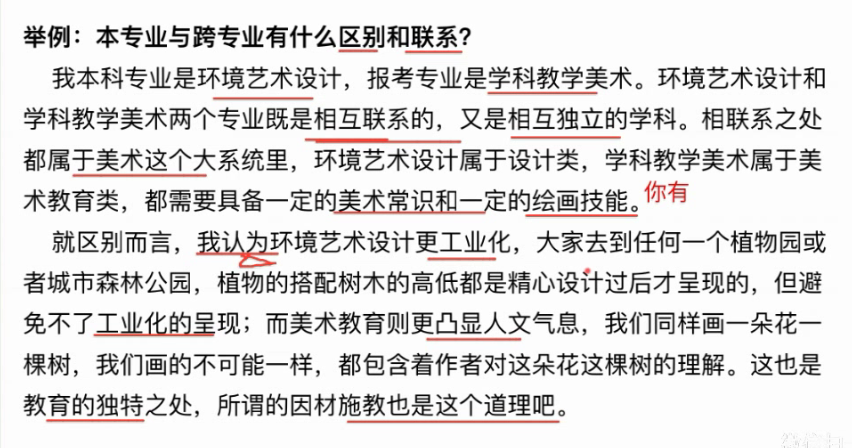 举例：本专业与跨专业有什么区别和联系？
我本科专业是环境艺术设计，报考专业是学科教学美术。环境艺术设计和
学科教学美术两个专业既是相互联系的，又是相互独立的学科。相联系之处
都属于美术这个大系统里，环境艺术设计属于设计类，学科教学美术属于美
术教育类，都需要具备一定的美术常识和一定的绘画技能。你有
就区别而言，我认为环境艺术设计更工业化，大家去到任何一个植物园或
者城市森林公园，植物的搭配树木的高低都是精心设计过后才呈现的，但避
免不了工业化的呈现；而美术教育则更凸显人文气息，我们同样画一朵花一
棵树，我们画的不可能一样，都包含着作者对这朵花这棵树的理解。这也是
教育的独特之处，所谓的因材施教也是这个道理吧。